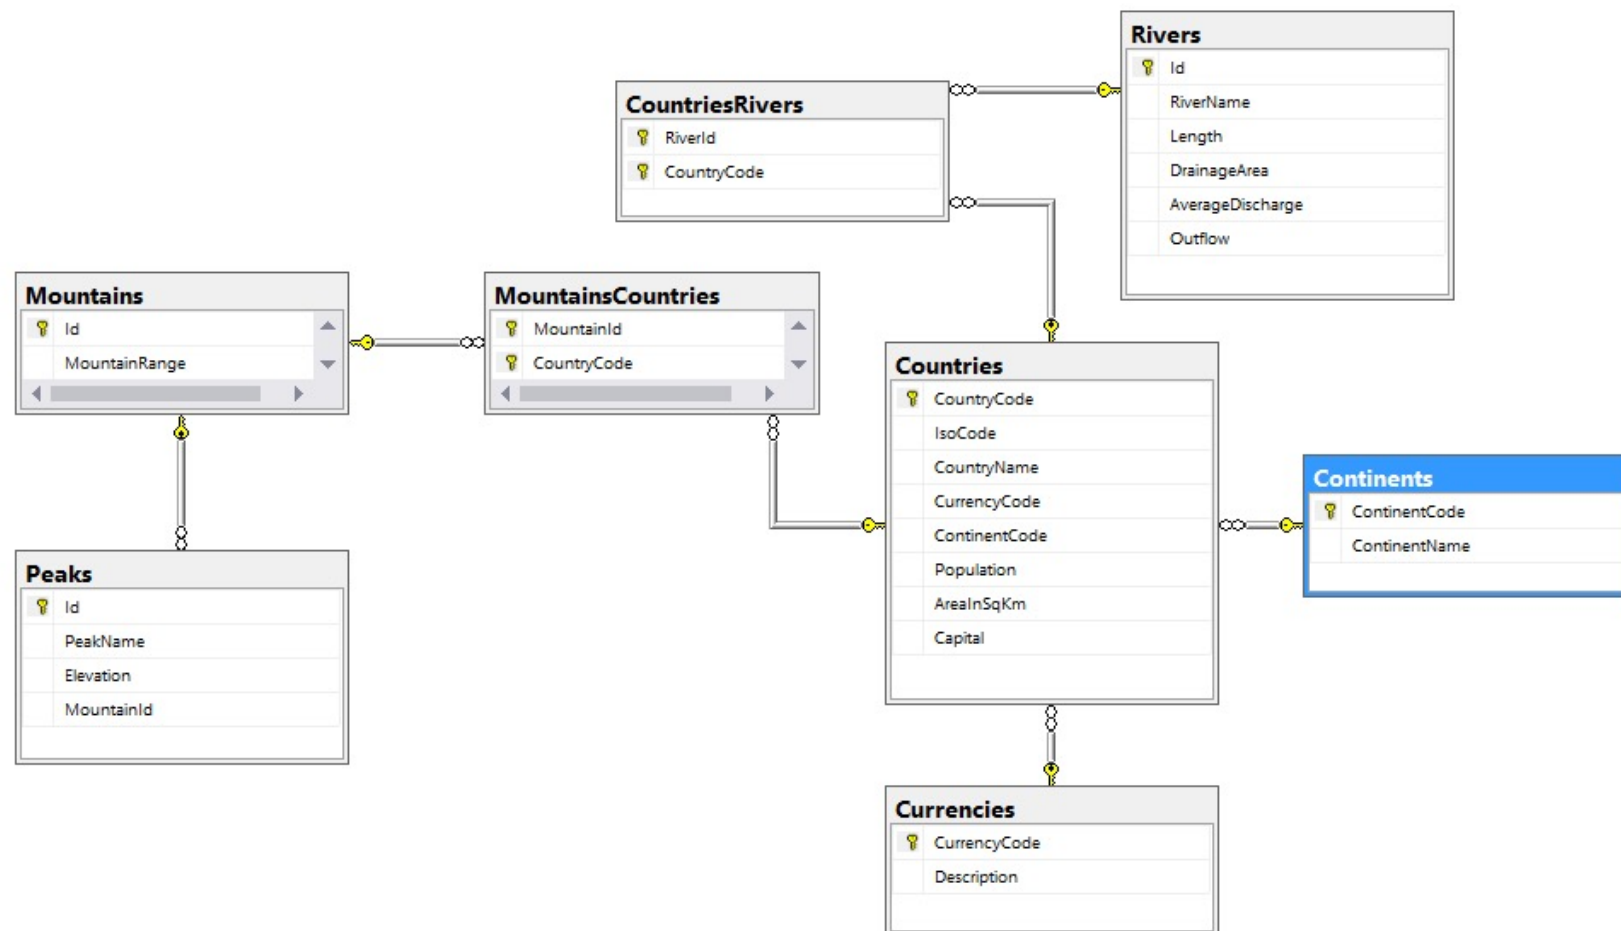 Rivers
Id
RiverName
Length
DrainageArea
AverageDischarge
Outflow
CountriesRivers
RiverId
CountryCode
Mountains
Id
MountainRange
MountainsCountries
MountainId
CountryCode
Countries
CountryCode
IsoCode
CountryName
CurrencyCode
ContinentCode
Population
AreaInSqKm
Capital
Continents
ContinentCode
ContinentName
Peaks
Id
PeakName
Elevation
MountainId
Currencies
CurrencyCode
Description